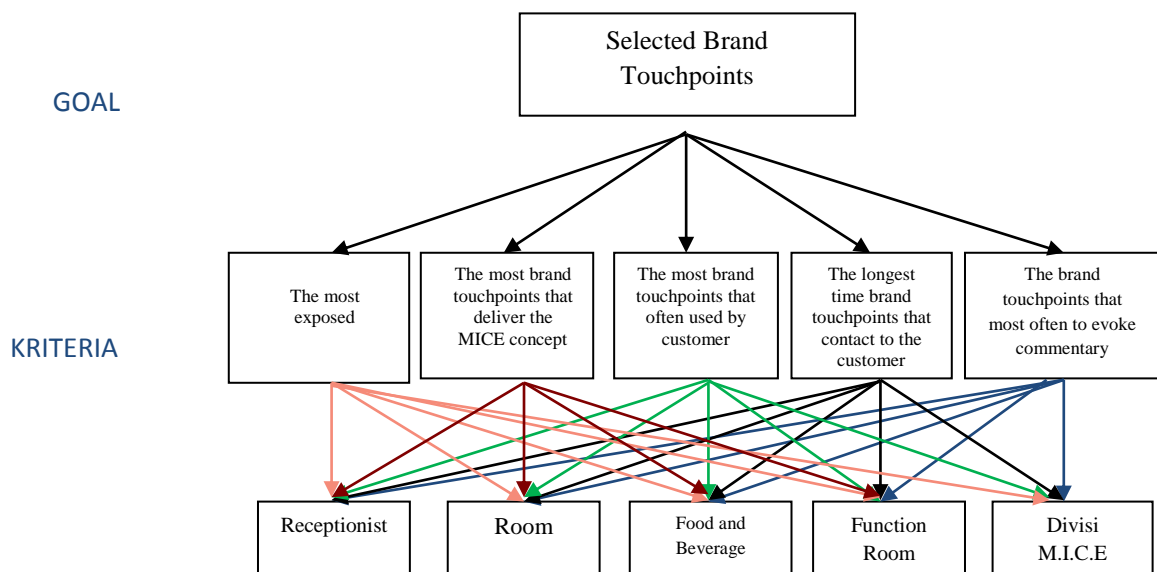 Selected Brand
Touchpoints
GOAL
The most
exposed
The most brand
touchpoints that
deliver the
MICE concept
The most brand
touchpoints that
often used by
customer
The longest
time brand
touchpoints that
contact to the
customer
The brand
touchpoints that
most often to evoke
commentary
KRITERIA
Receptionist
Room
Food and
Beverage
Function
Room
Divisi
M.I.C.E